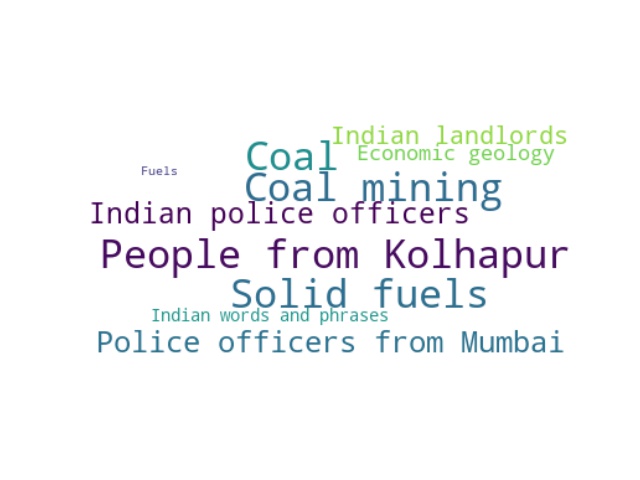 Indian landlords
Coal
Economic geology
Fuels
Coal mining
Indian police officers
People from Kolhapur
Solid fuels
Indian words and phrases
Police officers from Mumbai